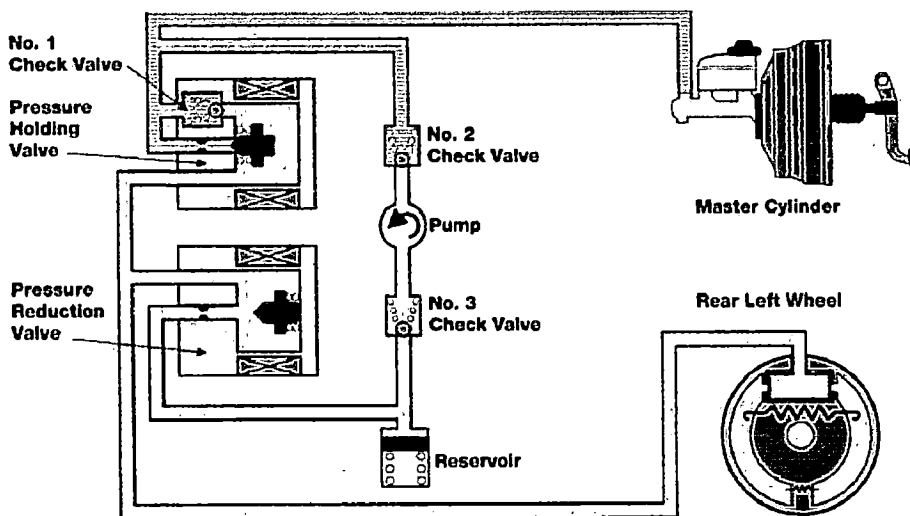 No. 1
Check Valve
Pressure
Holding
Valve
No. 2
Check Valve
Master Cylinder
Pump
Pressure
Reduction
Valve
No. 3
Check Valve
Rear Left Wheel
Reservoir